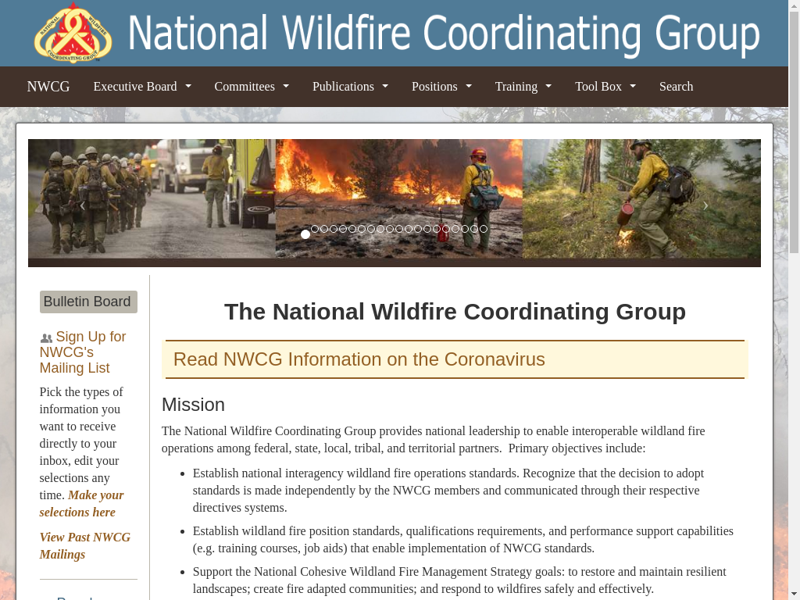 National Wildfire Coordinating Group
NWCG Executive Board Committees Publications Positions Training Tool Box Search
Bulletin Board
Sign Up for
NWCG's
Mailing List
Pick the types of
information you
want to receive
directly to your
inbox, edit your
selections any
time. Make your
selections here
View Past NWCG
Mailings
The National Wildfire Coordinating Group
Read NWCG Information on the Coronavirus
Mission
The National Wildfire Coordinating Group provides national leadership to enable interoperable wildland fire
operations among federal, state, local, tribal, and territorial partners.  Primary objectives include:
Establish national interagency wildland fire operations standards. Recognize that the decision to adopt
standards is made independently by the NWCG members and communicated through their respective
directives systems.
Establish wildland fire position standards, qualifications requirements, and performance support capabilities
(e.g. training courses, job aids) that enable implementation of NWCG standards.
Support the National Cohesive Wildland Fire Management Strategy goals: to restore and maintain resilient
landscapes; create fire adapted communities; and respond to wildfires safely and effectively.